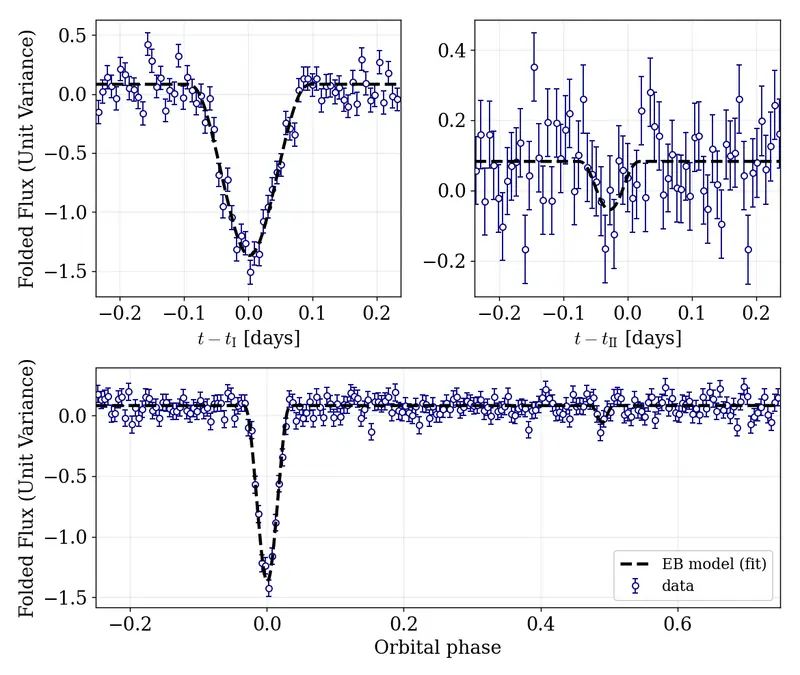 Folded Flux (Unit Variance)
0.5
0.0
−0.5
−1.0
−1.5
−0.2 −0.1 0.0 0.1 0.2
t − tI [days]
0.4
0.2
0.0
−0.2
−0.2 −0.1 0.0 0.1 0.2
t − tII [days]
Folded Flux (Unit Variance)
0.0
−0.5
−1.0
−1.5
EB model (fit)
data
−0.2 0.0 0.2 0.4 0.6
Orbital phase